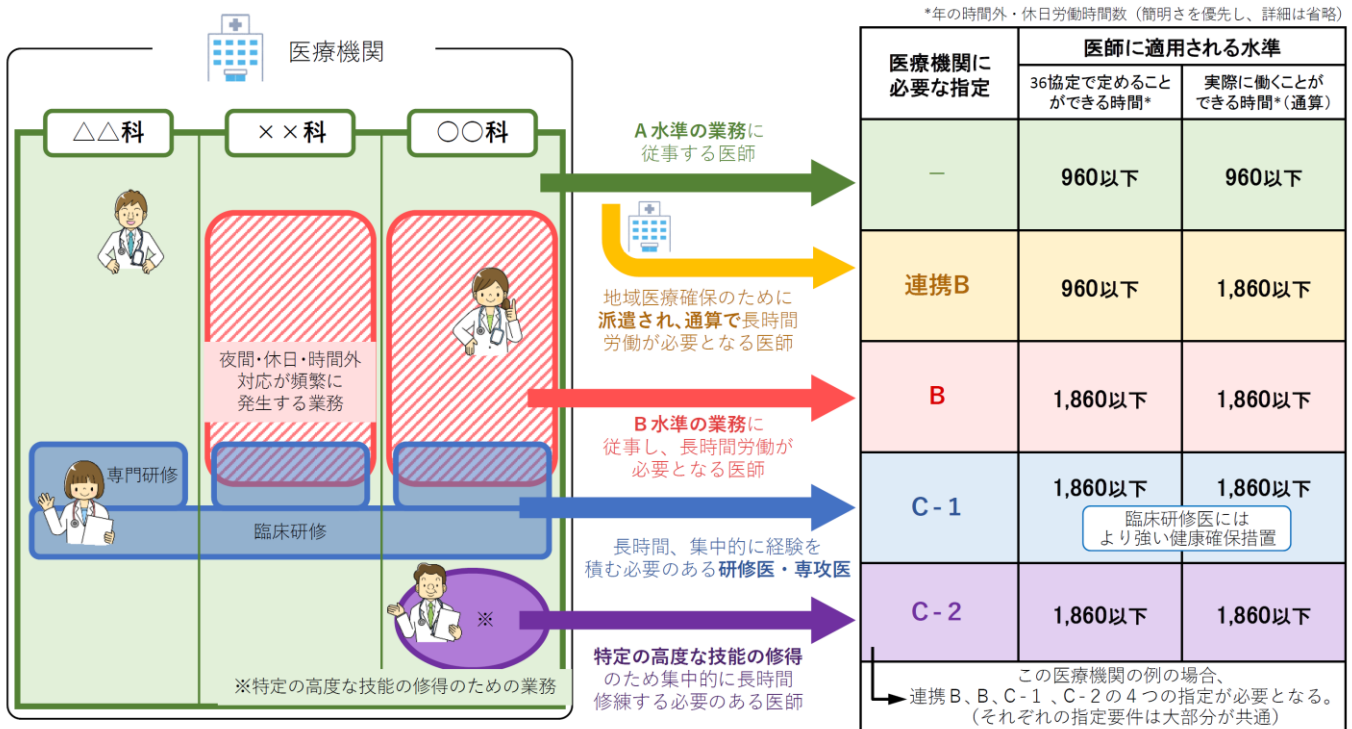 *年の時間外・休日労働時間数（簡明さを優先し、詳細は省略）
医療機関
△△科
××科
○○科
夜間･休日･時間外
対応が頻繁に
発生する業務
専門研修
臨床研修
※
※特定の高度な技能の修得のための業務
A水準の業務に
従事する医師
地域医療確保のために
派遣され､通算で長時間
労働が必要となる医師
B水準の業務に
従事し、長時間労働が
必要となる医師
長時間、集中的に経験を
積む必要のある研修医・専攻医
特定の高度な技能の修得
のため集中的に長時間
修練する必要のある医師
医療機関に
必要な指定
医師に適用される水準
36協定で定めること
ができる時間*
実際に働くことが
できる時間*(通算)
－
960以下
960以下
連携B
960以下
1,860以下
B
1,860以下
1,860以下
C-1
1,860以下
1,860以下
臨床研修医には
より強い健康確保措置
C-2
1,860以下
1,860以下
この医療機関の例の場合、
連携B、B、C-1、C-2の4つの指定が必要となる。
（それぞれの指定要件は大部分が共通）